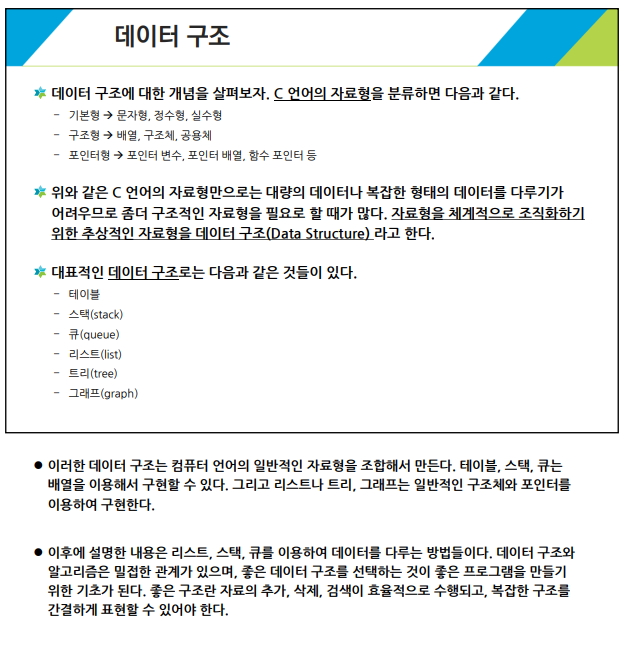 데이터 구조
데이터 구조에 대한 개념을 살펴보자. C 언어의 자료형을 분류하면 다음과 같다.
– 기본형 → 문자형, 정수형, 실수형
– 구조형 → 배열, 구조체, 공용체
– 포인터형 → 포인터 변수, 포인터 배열, 함수 포인터 등
위와 같은 C 언어의 자료형만으로는 대량의 데이터나 복잡한 형태의 데이터를 다루기가
어려우므로 좀더 구조적인 자료형을 필요로 할 때가 많다. 자료형을 체계적으로 조직화하기
위한 추상적인 자료형을 데이터 구조(Data Structure) 라고 한다.
대표적인 데이터 구조로는 다음과 같은 것들이 있다.
– 테이블
– 스택(stack)
– 큐(queue)
– 리스트(list)
– 트리(tree)
– 그래프(graph)
● 이러한 데이터 구조는 컴퓨터 언어의 일반적인 자료형을 조합해서 만든다. 테이블, 스택, 큐는
배열을 이용해서 구현할 수 있다. 그리고 리스트나 트리, 그래프는 일반적인 구조체와 포인터를
이용하여 구현한다.
● 이후에 설명한 내용은 리스트, 스택, 큐를 이용하여 데이터를 다루는 방법들이다. 데이터 구조와
알고리즘은 밀접한 관계가 있으며, 좋은 데이터 구조를 선택하는 것이 좋은 프로그램을 만들기
위한 기초가 된다. 좋은 구조란 자료의 추가, 삭제, 검색이 효율적으로 수행되고, 복잡한 구조를
간결하게 표현할 수 있어야 한다.